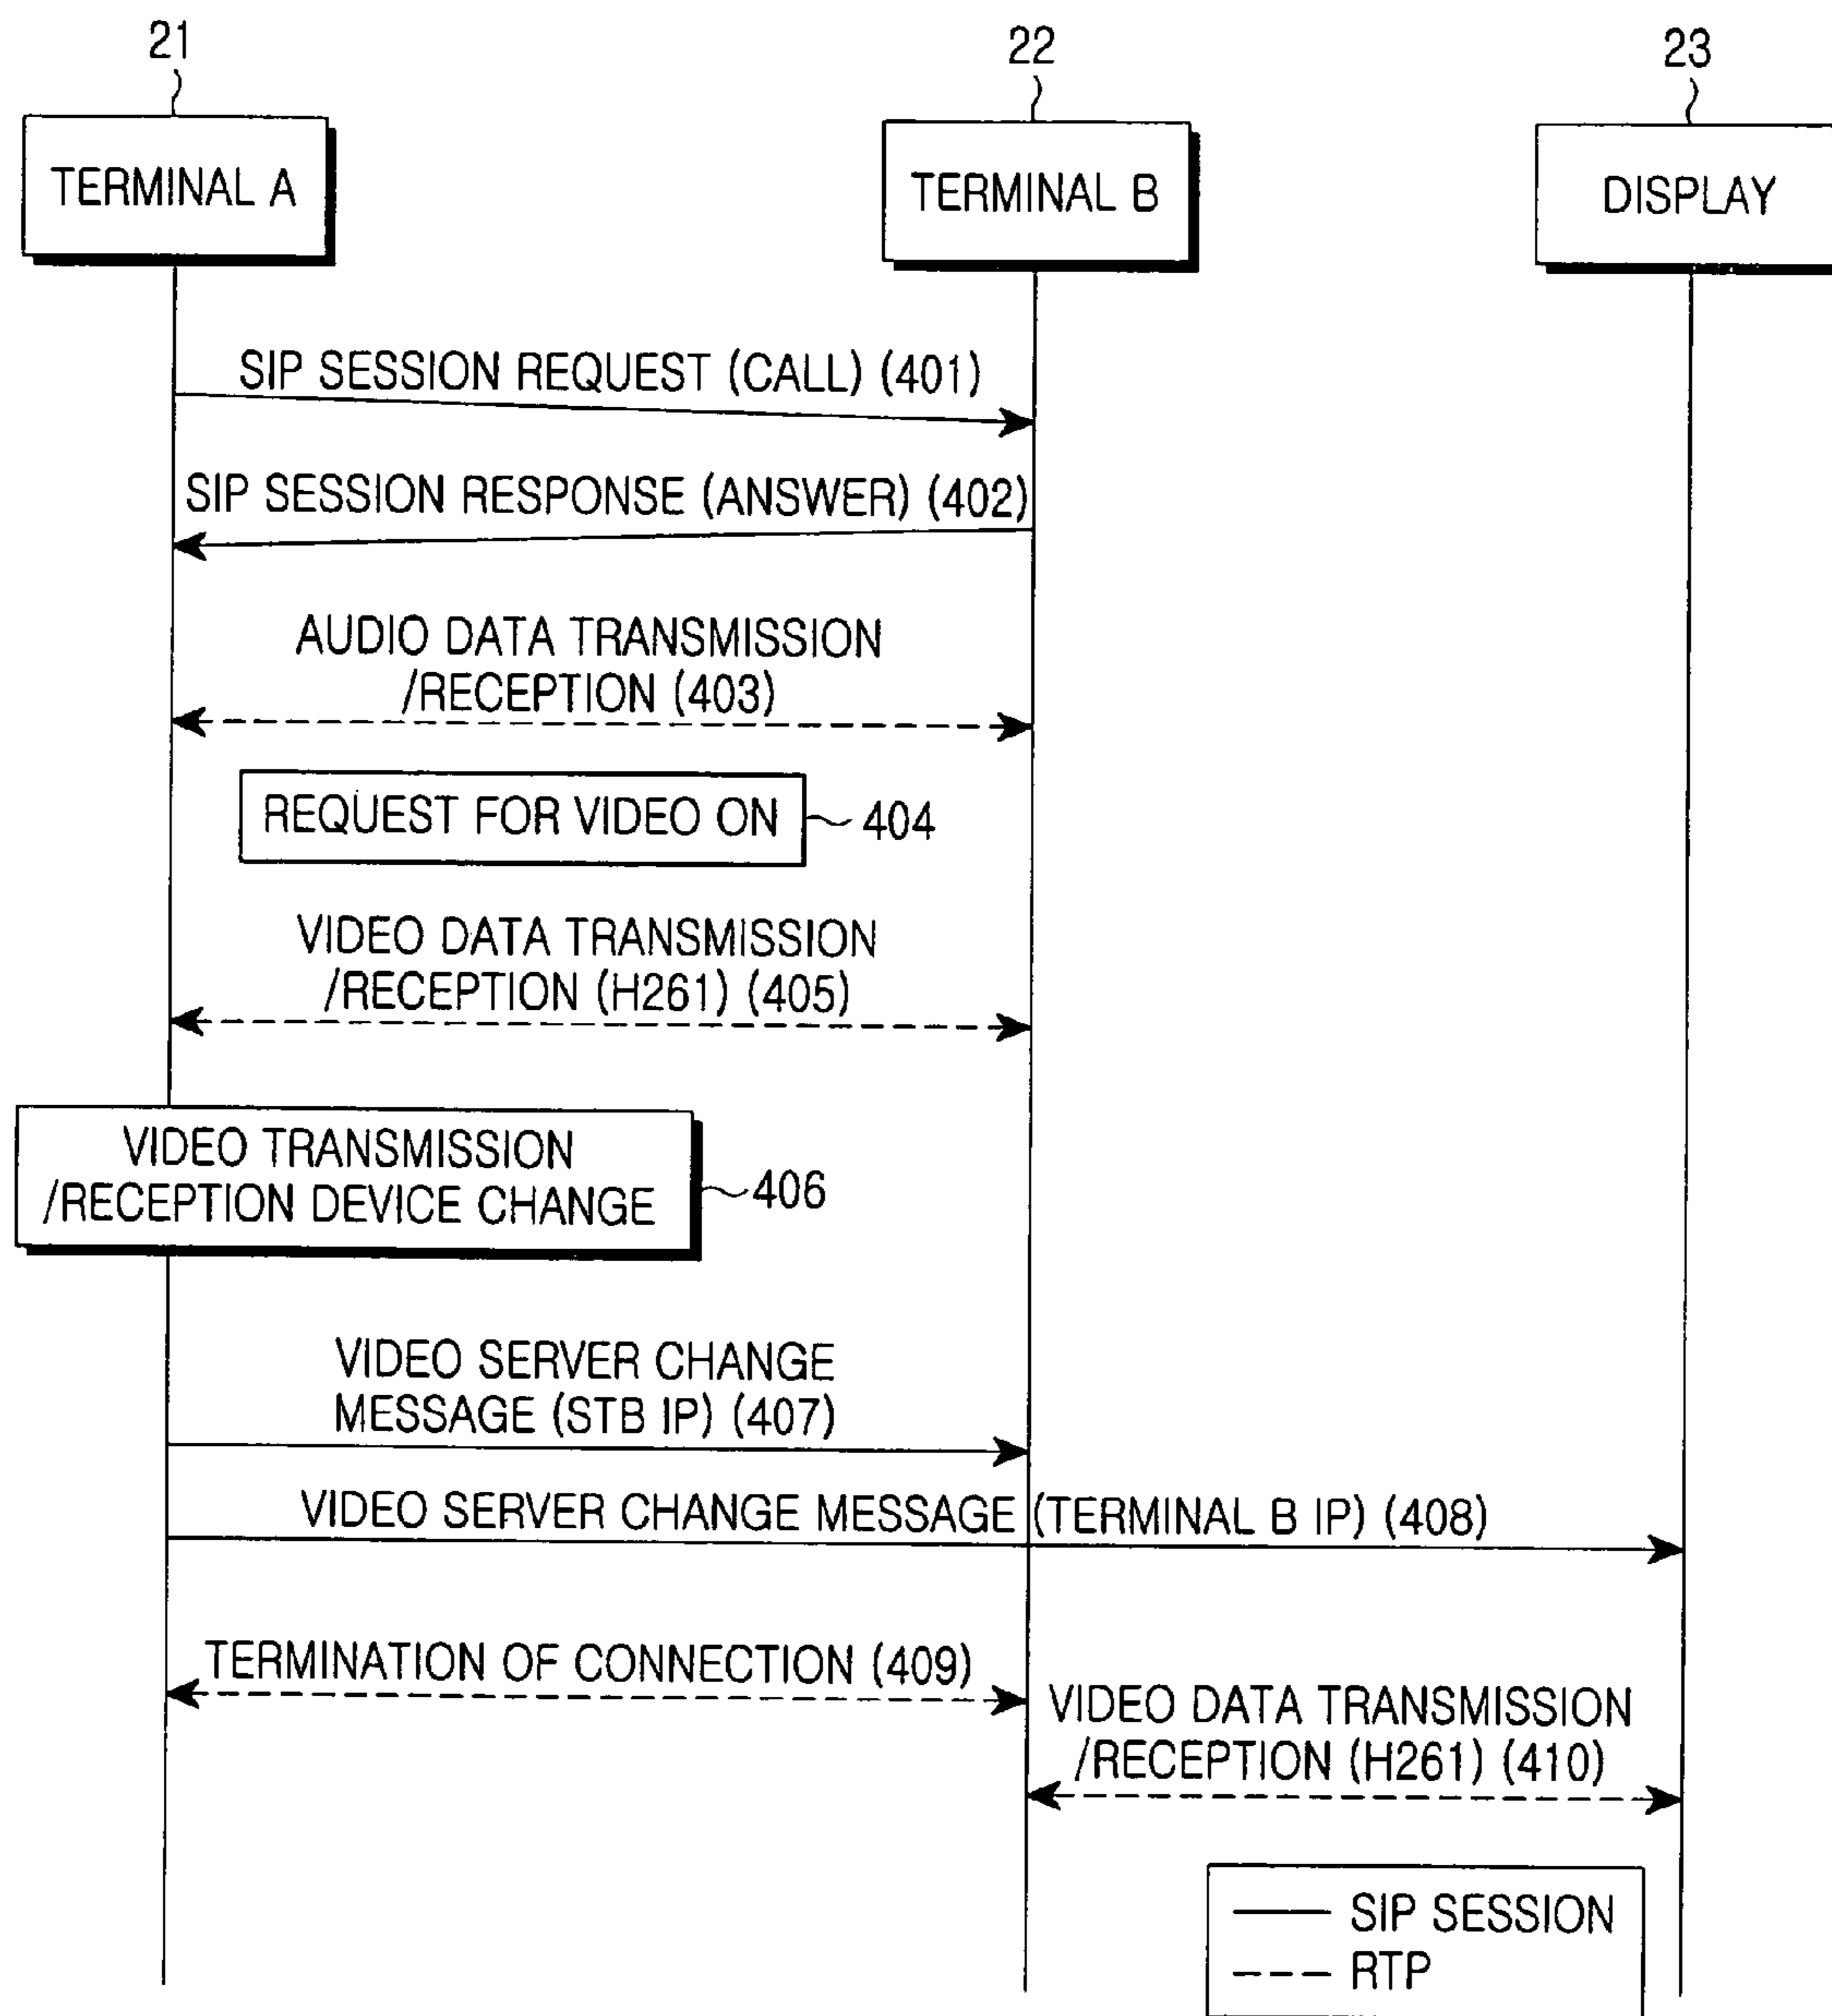 21
22
23
TERMINAL A
TERMINAL B
DISPLAY
SIP SESSION REQUEST (CALL) (401)
SIP SESSION RESPONSE (ANSWER) (402)
AUDIO DATA TRANSMISSION
/RECEPTION (403)
REQUEST FOR VIDEO ON
404
VIDEO DATA TRANSMISSION
/RECEPTION (H261) (405)
VIDEO TRANSMISSION
/RECEPTION DEVICE CHANGE
406
VIDEO SERVER CHANGE
MESSAGE (STB IP) (407)
VIDEO SERVER CHANGE MESSAGE (TERMINAL B IP) (408)
TERMINATION OF CONNECTION (409)
VIDEO DATA TRANSMISSION
/RECEPTION (H261) (410)
SIP SESSION
RTP